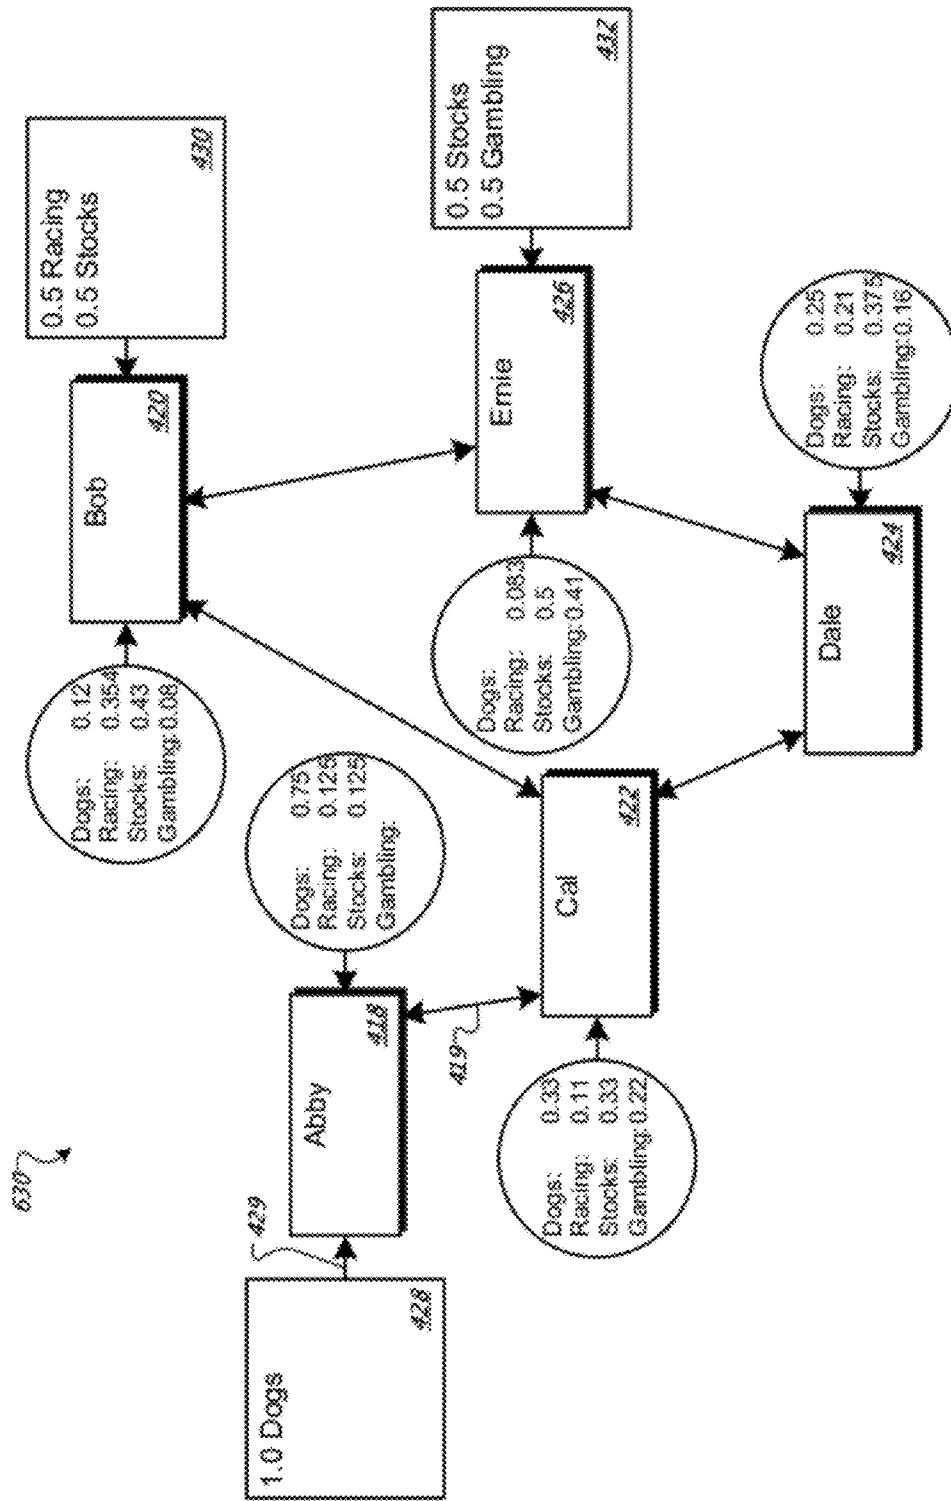 630
1.0 Dogs
428
429
Abby
418
Dogs: 0.75
Racing: 0.125
Stocks: 0.125
Gambling:
419
Dogs: 0.12
Racing: 0.354
Stocks: 0.43
Gambling: 0.08
Bob
420
0.5 Racing
0.5 Stocks
430
Dogs: 0.33
Racing: 0.11
Stocks: 0.33
Gambling: 0.22
Cal
422
Dogs:
Racing: 0.083
Stocks: 0.5
Gambling: 0.41
Ernie
426
0.5 Stocks
0.5 Gambling
432
Dale
424
Dogs: 0.25
Racing: 0.21
Stocks: 0.375
Gambling: 0.16